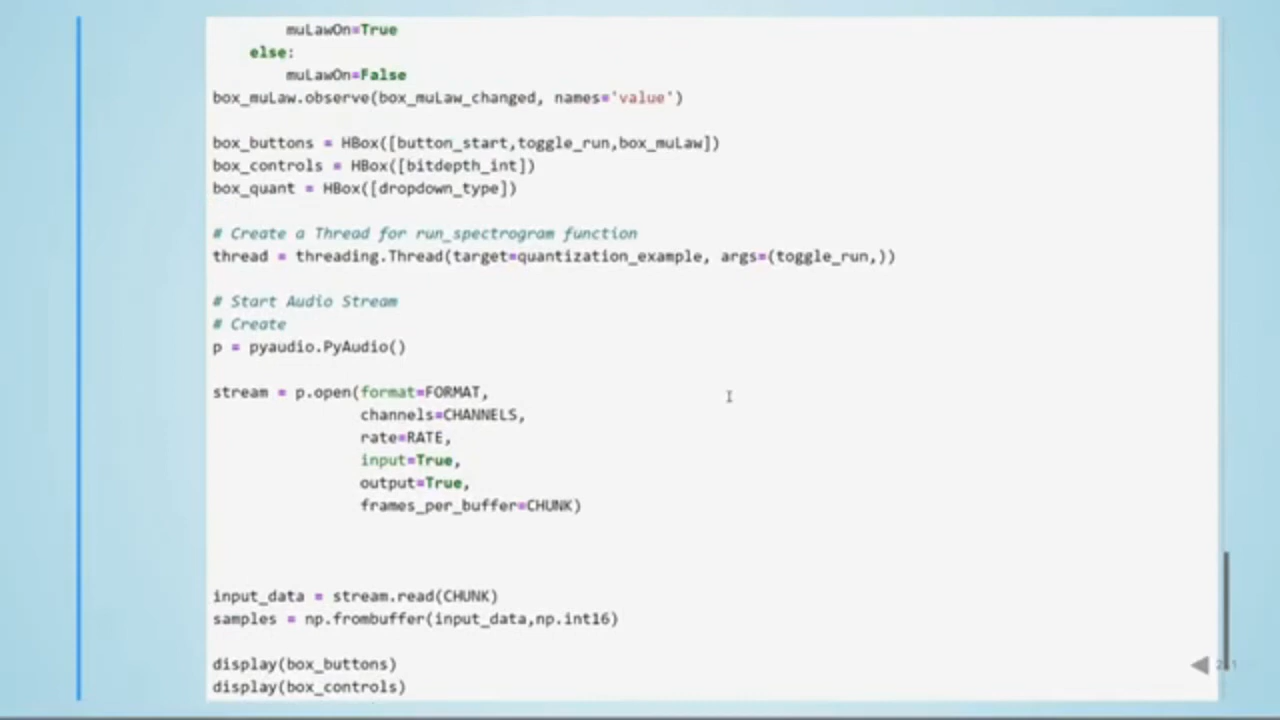 muLawOn=True
    else:
        muLawOn=False
box_muLaw.observe(box_muLaw_changed, names='value')

box_buttons = HBox([button_start,toggle_run,box_muLaw])
box_controls = HBox([bitdepth_int])
box_quant = HBox([dropdown_type])

# Create a Thread for run_spectrogram function
thread = threading.Thread(target=quantization_example, args=(toggle_run,))

# Start Audio Stream
# Create
p = pyaudio.PyAudio()

stream = p.open(format=FORMAT,
                channels=CHANNELS,
                rate=RATE,
                input=True,
                output=True,
                frames_per_buffer=CHUNK)

input_data = stream.read(CHUNK)
samples = np.frombuffer(input_data,np.int16)

display(box_buttons)
display(box_controls)